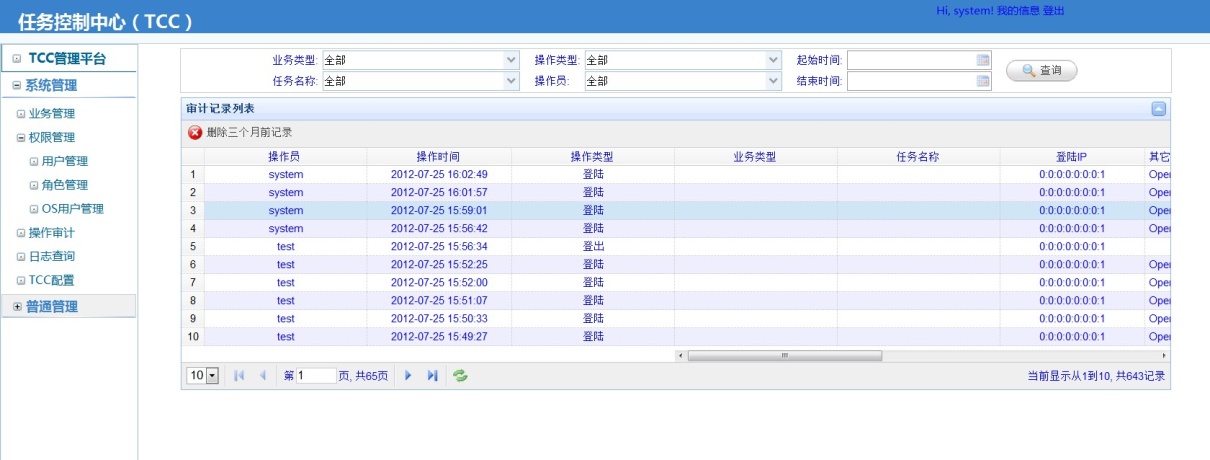 任务控制中心（TCC）
Hi, system! 我的信息 登出
TCC管理平台
系统管理
业务管理
权限管理
用户管理
角色管理
OS用户管理
操作审计
日志查询
TCC配置
普通管理
业务类型: 全部 操作类型: 全部 起始时间:
任务名称: 全部 操作员: 全部 结束时间:
查询
审计记录列表
删除三个月前记录
操作员 操作时间 操作类型 业务类型 任务名称 登陆IP 其它
1 system 2012-07-25 16:02:49 登陆 0:0:0:0:0:0:0:1 Oper
2 system 2012-07-25 16:01:57 登陆 0:0:0:0:0:0:0:1 Oper
3 system 2012-07-25 15:59:01 登陆 0:0:0:0:0:0:0:1 Oper
4 system 2012-07-25 15:56:42 登陆 0:0:0:0:0:0:0:1 Oper
5 test 2012-07-25 15:56:34 登出 0:0:0:0:0:0:0:1
6 test 2012-07-25 15:52:25 登陆 0:0:0:0:0:0:0:1 Oper
7 test 2012-07-25 15:52:00 登陆 0:0:0:0:0:0:0:1 Oper
8 test 2012-07-25 15:51:07 登陆 0:0:0:0:0:0:0:1 Oper
9 test 2012-07-25 15:50:33 登陆 0:0:0:0:0:0:0:1 Oper
10 test 2012-07-25 15:49:27 登陆 0:0:0:0:0:0:0:1 Oper
10 第 1 页, 共65页 当前显示从1到10, 共643记录